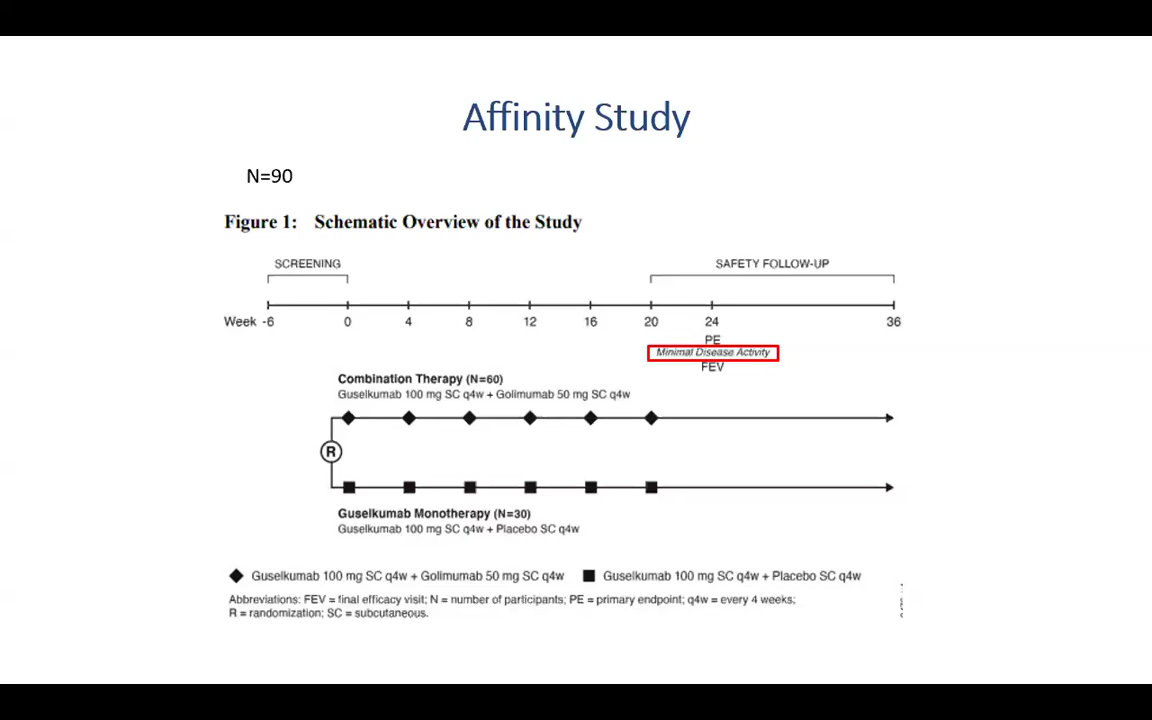 Affinity Study
N=90
Figure 1: Schematic Overview of the Study
SCREENING SAFETY FOLLOW-UP
Week -6 0 4 8 12 16 20 24 36
PE
Minimal Disease Activity
FEV
Combination Therapy (N=60)
Guselkumab 100 mg SC q4w + Golimumab 50 mg SC q4w
R
Guselkumab Monotherapy (N=30)
Guselkumab 100 mg SC q4w + Placebo SC q4w
Guselkumab 100 mg SC q4w + Golimumab 50 mg SC q4w Guselkumab 100 mg SC q4w + Placebo SC q4w
Abbreviations: FEV = final efficacy visit; N = number of participants; PE = primary endpoint; q4w = every 4 weeks;
R = randomization; SC = subcutaneous.